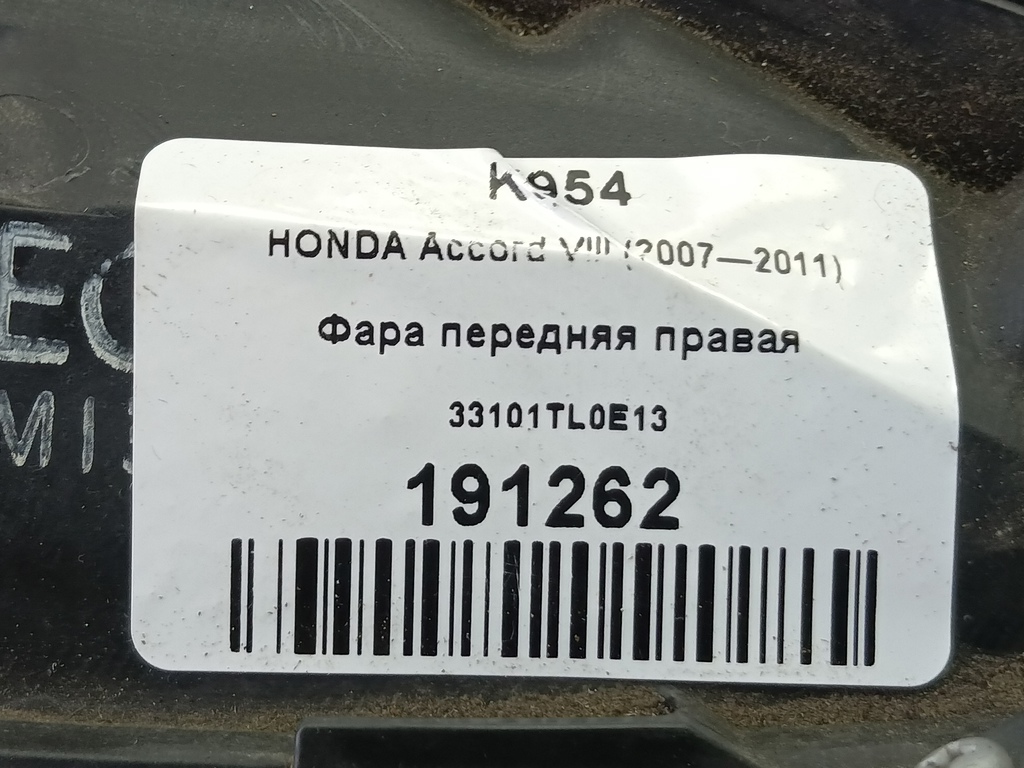 K954
HONDA Accord VIII (2007—2011)
Фара передняя правая
33101TL0E13
191262